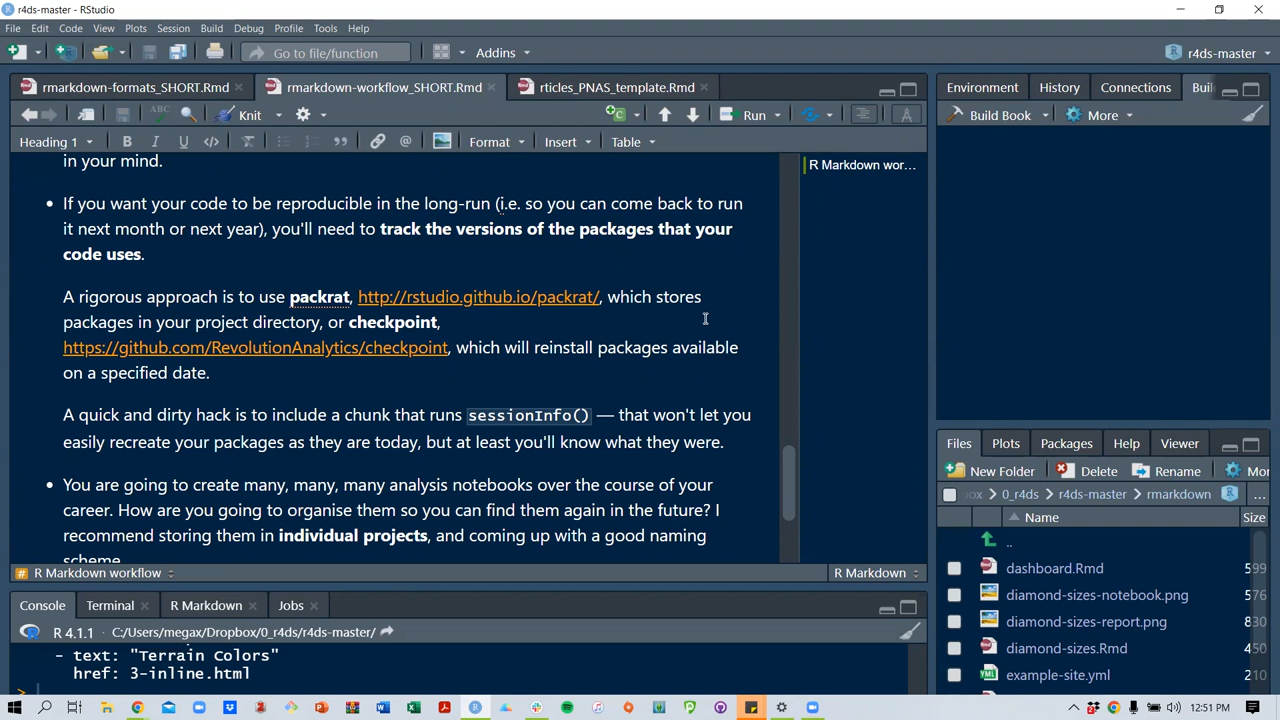 r4ds-master - RStudio
File Edit Code View Plots Session Build Debug Profile Tools Help
Go to file/function Addins r4ds-master
rmarkdown-formats_SHORT.Rmd rmarkdown-workflow_SHORT.Rmd rticles_PNAS_template.Rmd
ABC Knit Run
Heading 1 B I U Format Insert Table
in your mind.
If you want your code to be reproducible in the long-run (i.e. so you can come back to run
it next month or next year), you'll need to track the versions of the packages that your
code uses.
A rigorous approach is to use packrat, http://rstudio.github.io/packrat/, which stores
packages in your project directory, or checkpoint,
https://github.com/RevolutionAnalytics/checkpoint, which will reinstall packages available
on a specified date.
A quick and dirty hack is to include a chunk that runs sessionInfo() — that won't let you
easily recreate your packages as they are today, but at least you'll know what they were.
You are going to create many, many, many analysis notebooks over the course of your
career. How are you going to organise them so you can find them again in the future? I
recommend storing them in individual projects, and coming up with a good naming
scheme.
R Markdown wor...
# R Markdown workflow R Markdown
Console Terminal R Markdown Jobs
R 4.1.1 · C:/Users/megax/Dropbox/0_r4ds/r4ds-master/
- text: "Terrain Colors"
href: 3-inline.html
>
Environment History Connections Buil
Build Book More
Files Plots Packages Help Viewer
New Folder Delete Rename Mor
ox 0_r4ds r4ds-master rmarkdown ...
Name Size
..
dashboard.Rmd 599
diamond-sizes-notebook.png 576
diamond-sizes-report.png 830
diamond-sizes.Rmd 450
example-site.yml 210
12:51 PM